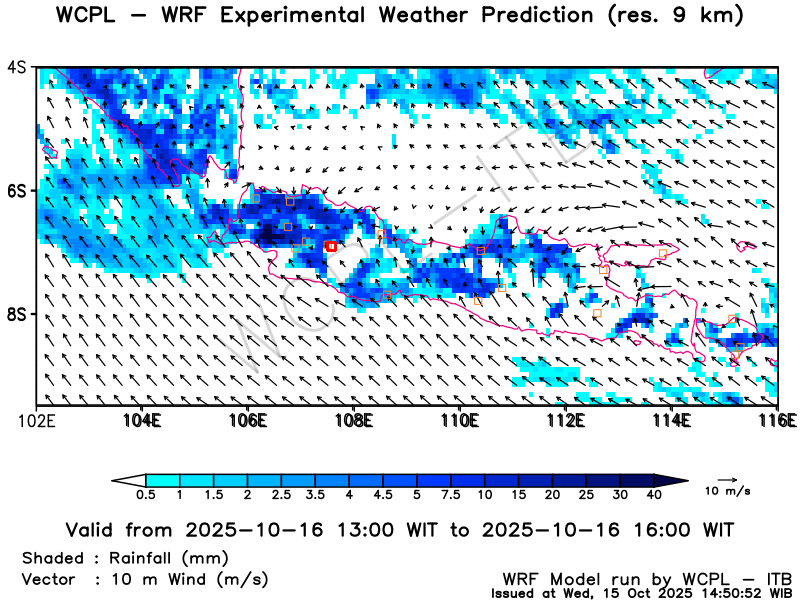 WCPL – WRF Experimental Weather Prediction (res. 9 km)
4S
6S
8S
102E 104E 106E 108E 110E 112E 114E 116E
WCPL – ITB
0.5 1 1.5 2 2.5 3.5 4 4.5 5 7.5 10 15 20 25 30 40
10 m/s
Valid from 2025–10–16 13:00 WIT to 2025–10–16 16:00 WIT
Shaded : Rainfall (mm)
Vector : 10 m Wind (m/s)
WRF Model run by WCPL – ITB
Issued at Wed, 15 Oct 2025 14:50:52 WIB